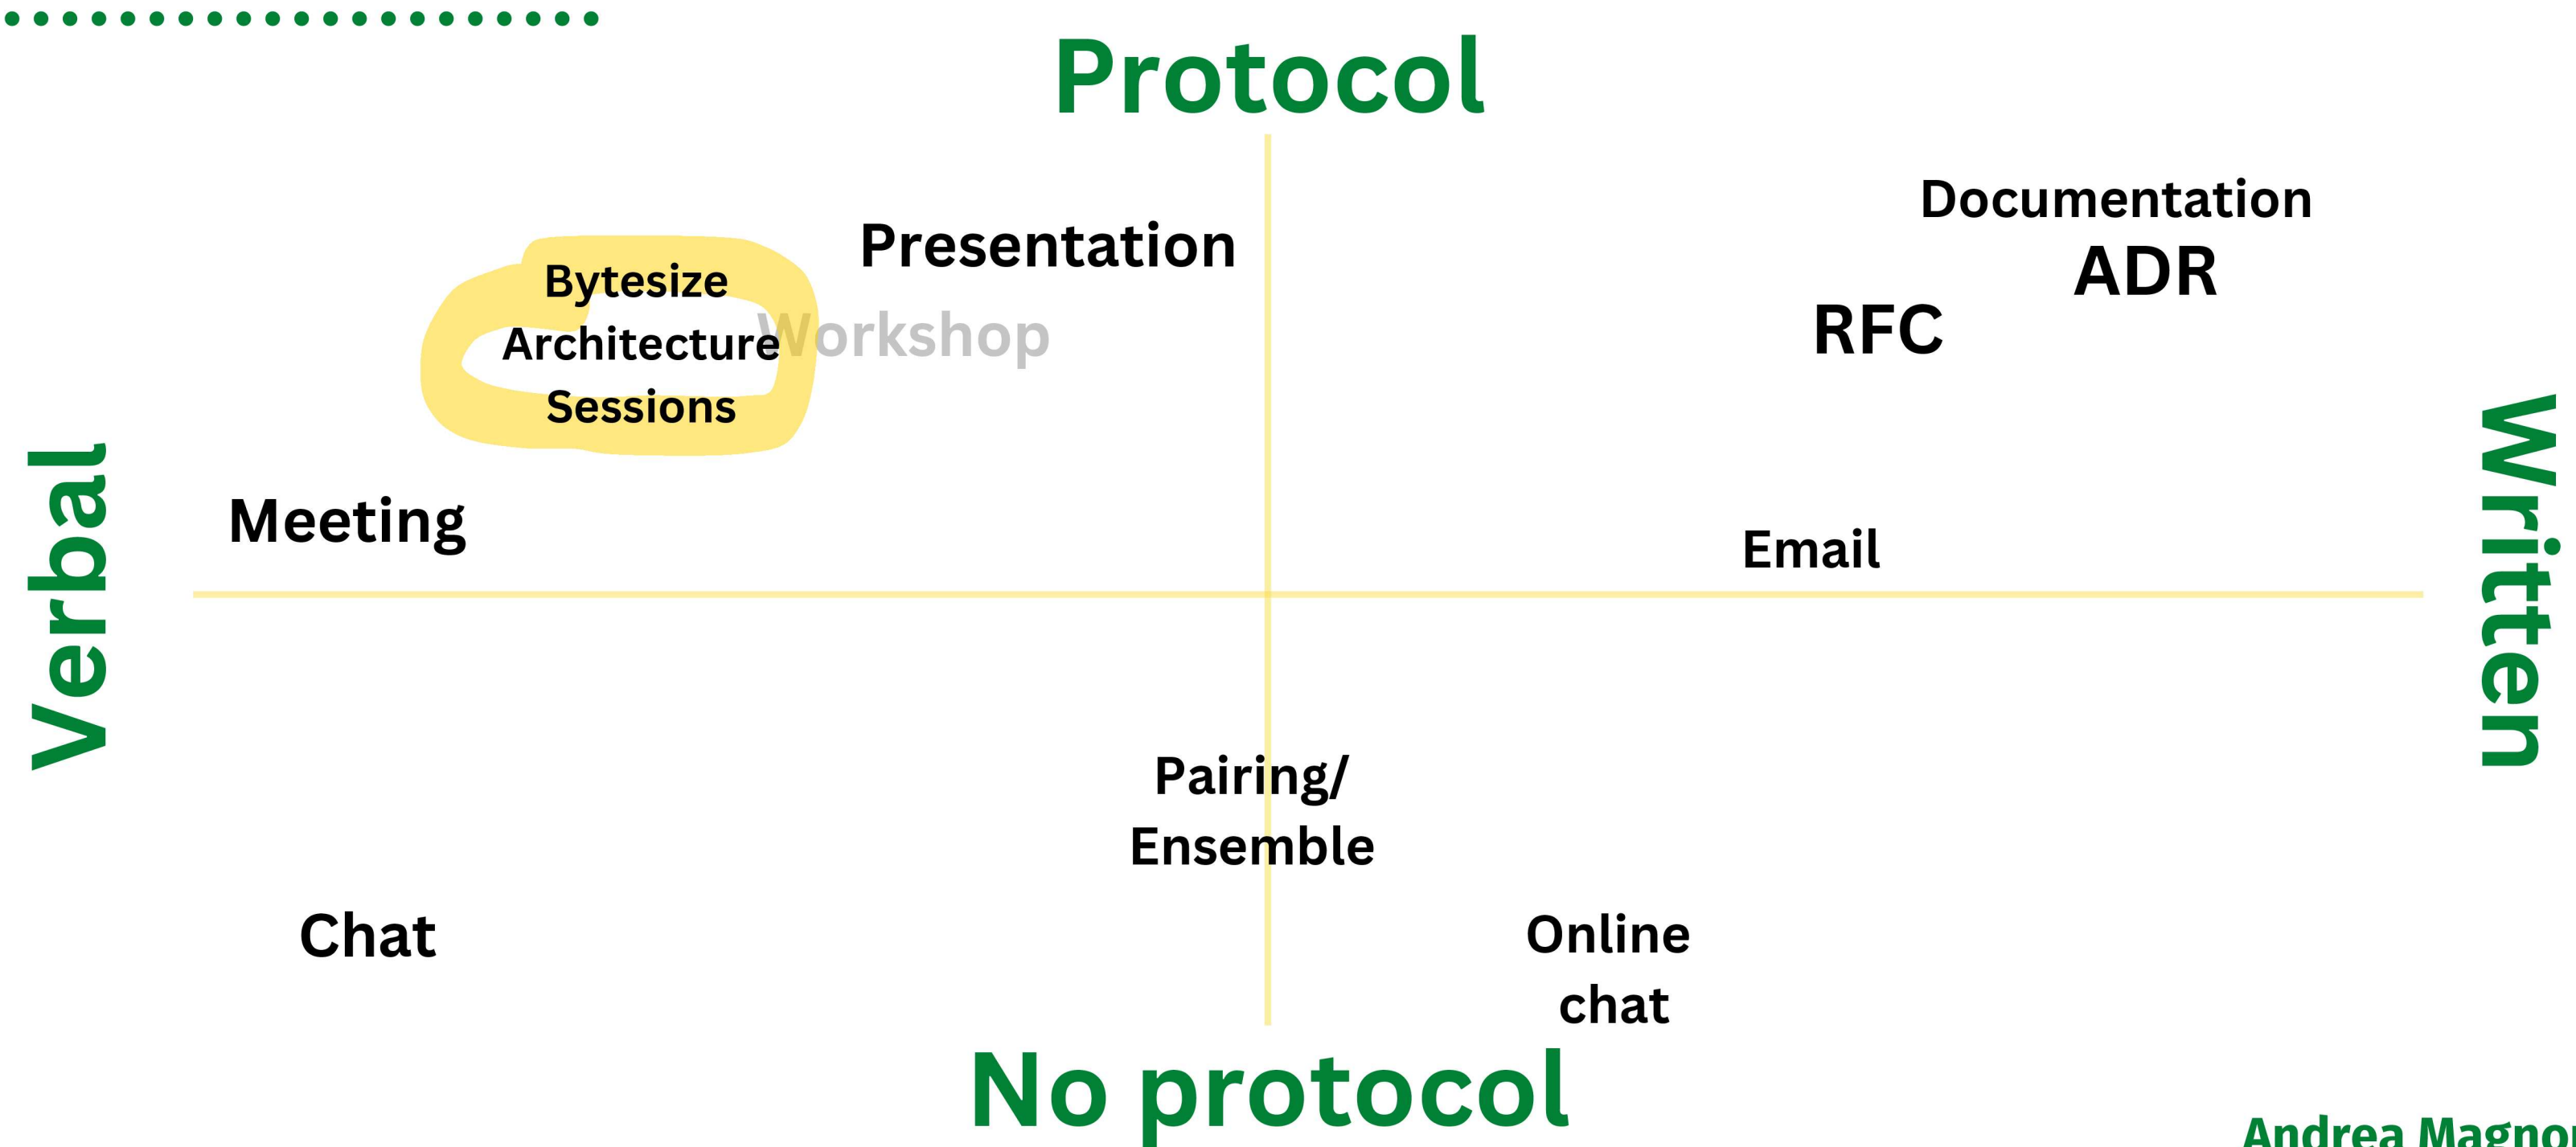 Protocol
Documentation
Presentation
ADR
Bytesize
Architecture
Sessions
Workshop
RFC
Verbal
Written
Meeting
Email
Pairing/
Ensemble
Chat
Online
chat
No protocol
Andrea